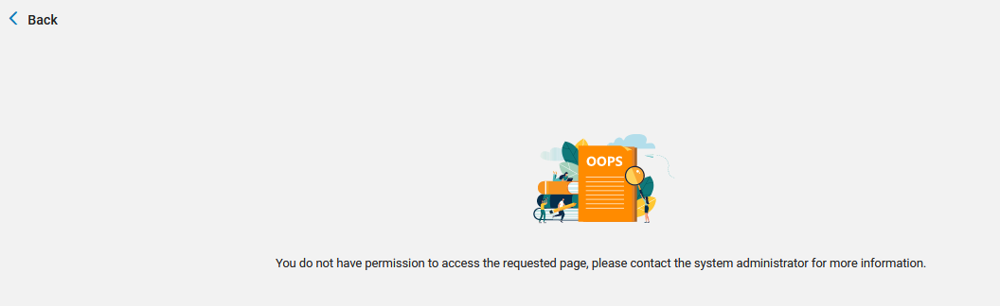 Back
OOPS
You do not have permission to access the requested page, please contact the system administrator for more information.